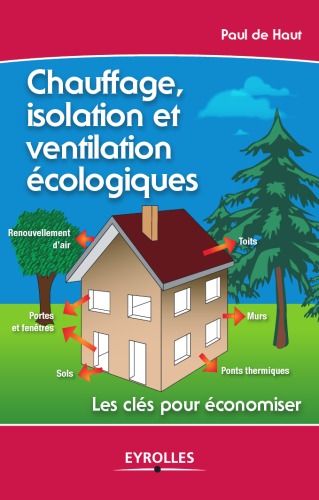 Paul de Haut
Chauffage,
isolation et
ventilation
écologiques
Renouvellement
d'air
Toits
Portes
et fenêtres
Murs
Sols
Ponts thermiques
Les clés pour économiser
EYROLLES